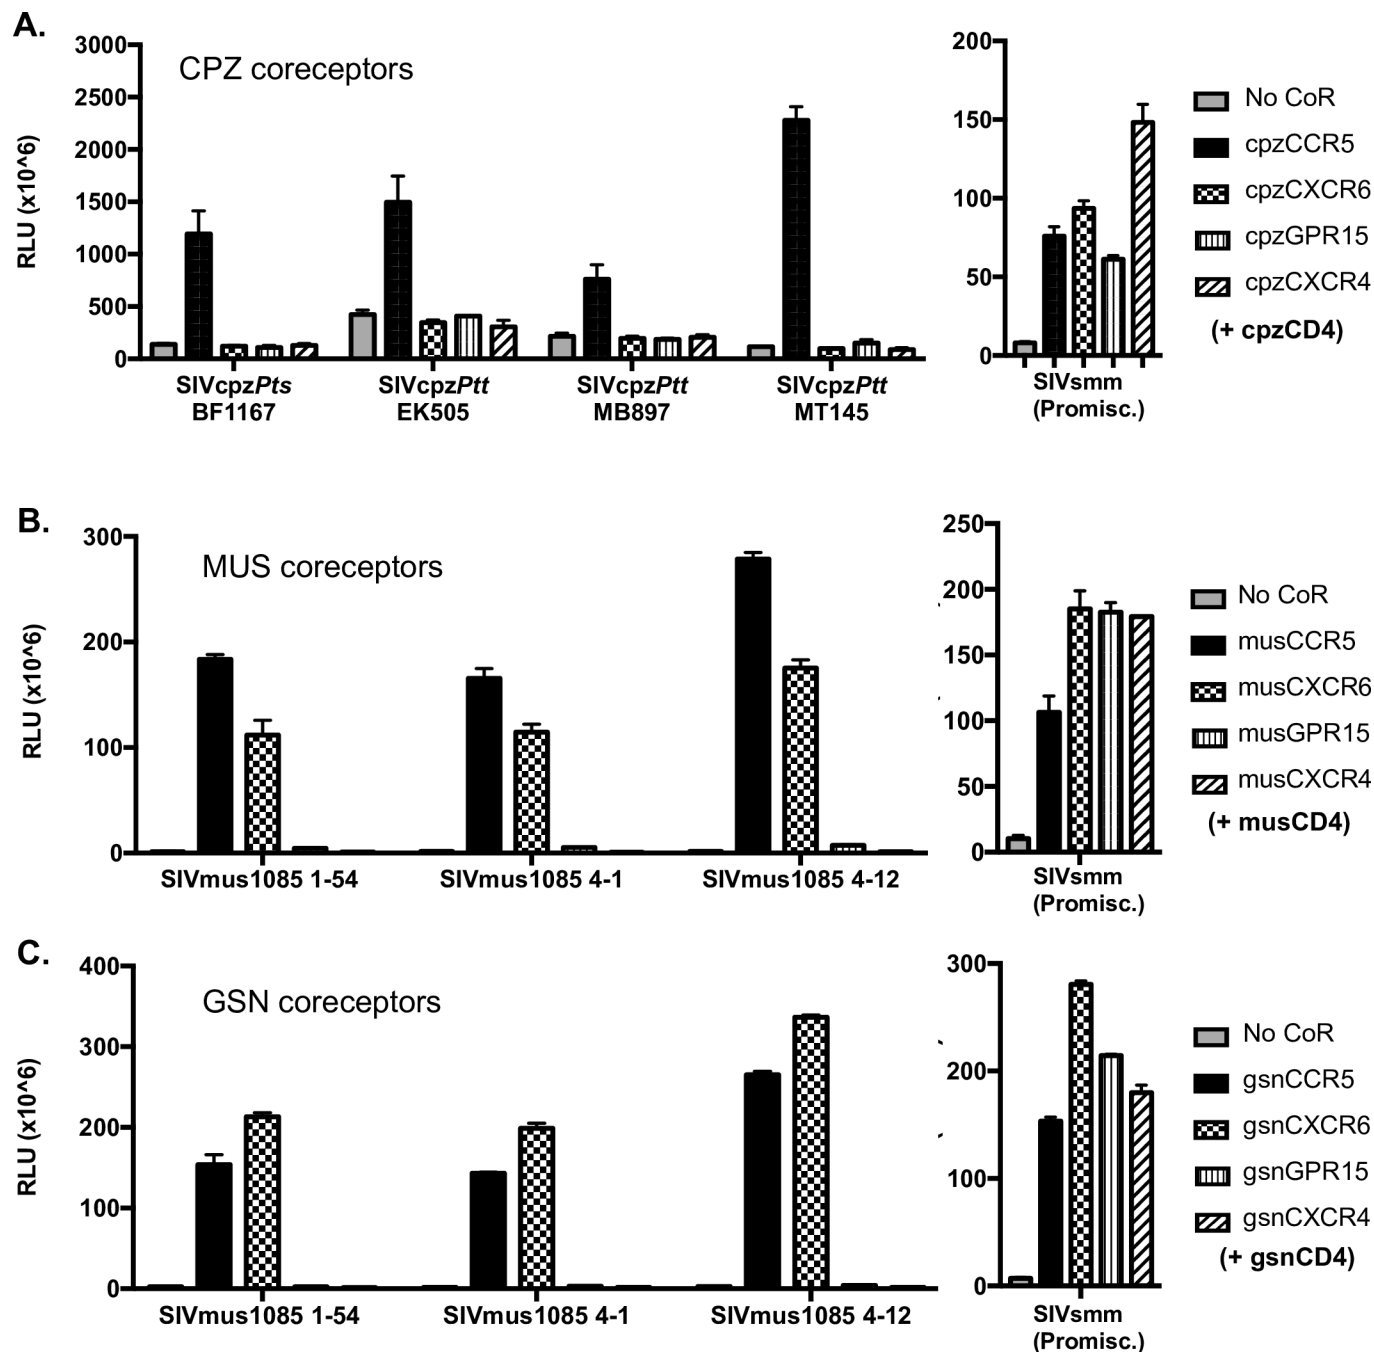 A.
CPZ coreceptors
RLU (x10^6)
3000
2500
2000
1500
1000
500
0
SIVcpzPts
BF1167
SIVcpzPtt
EK505
SIVcpzPtt
MB897
SIVcpzPtt
MT145
200
150
100
50
0
SIVsmm
(Promisc.)
No CoR
cpzCCR5
cpzCXCR6
cpzGPR15
cpzCXCR4
(+ cpzCD4)
B.
MUS coreceptors
RLU (x10^6)
300
200
100
0
SIVmus1085 1-54
SIVmus1085 4-1
SIVmus1085 4-12
250
200
150
100
50
0
SIVsmm
(Promisc.)
No CoR
musCCR5
musCXCR6
musGPR15
musCXCR4
(+ musCD4)
C.
GSN coreceptors
RLU (x10^6)
400
300
200
100
0
SIVmus1085 1-54
SIVmus1085 4-1
SIVmus1085 4-12
300
200
100
0
SIVsmm
(Promisc.)
No CoR
gsnCCR5
gsnCXCR6
gsnGPR15
gsnCXCR4
(+ gsnCD4)